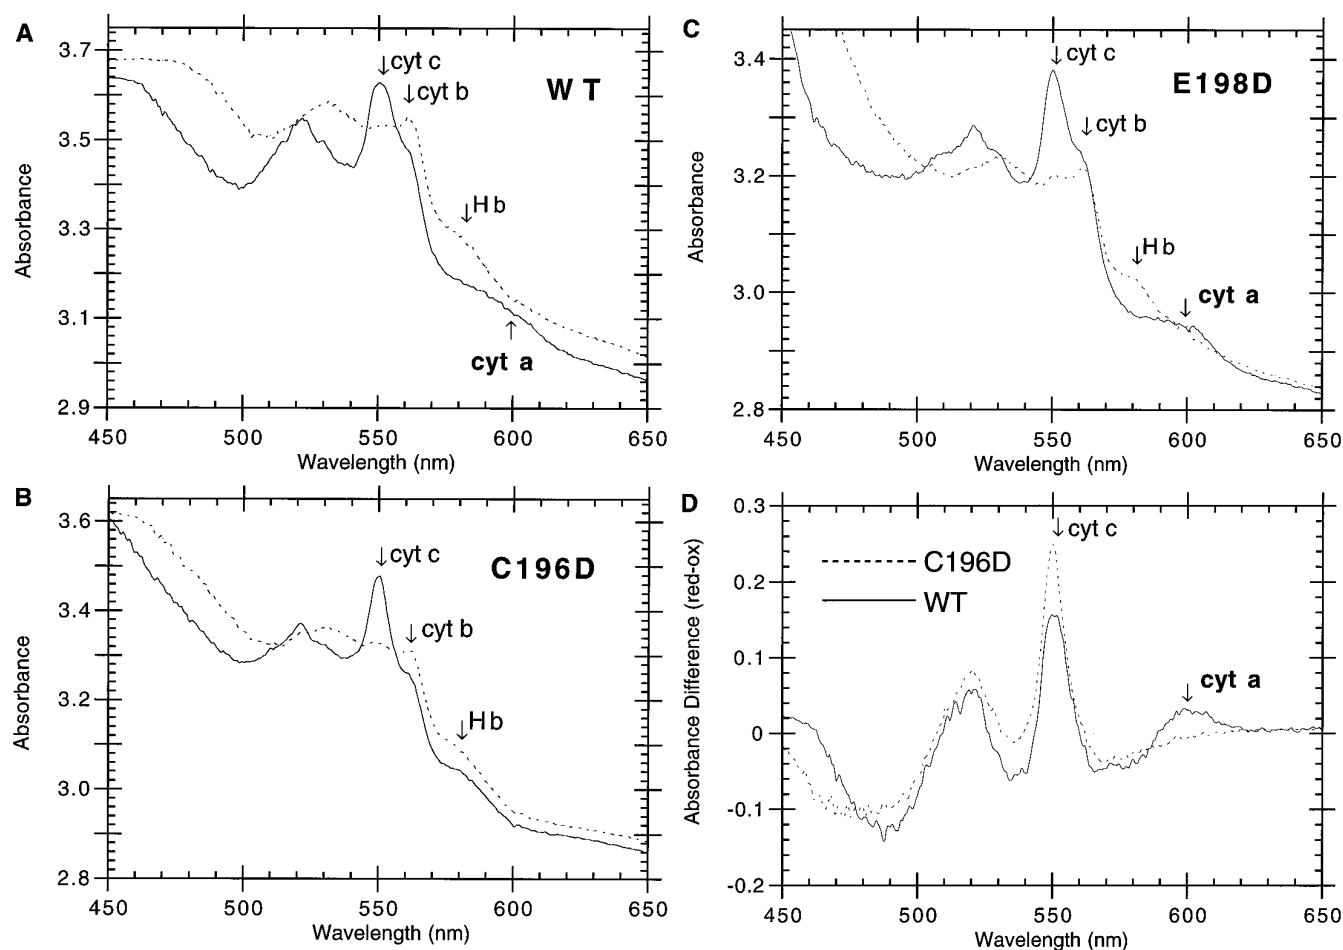 A
W T
cyt c
cyt b
Hb
cyt a
Absorbance
3.7
3.5
3.3
3.1
2.9
450 500 550 600 650
Wavelength (nm)
C
E198D
cyt c
cyt b
Hb
cyt a
Absorbance
3.4
3.2
3.0
2.8
450 500 550 600 650
Wavelength (nm)
B
C196D
cyt c
cyt b
Hb
Absorbance
3.6
3.4
3.2
3.0
2.8
450 500 550 600 650
Wavelength (nm)
D
cyt c
C196D
WT
cyt a
Absorbance Difference (red-ox)
0.3
0.2
0.1
0
-0.1
-0.2
450 500 550 600 650
Wavelength (nm)